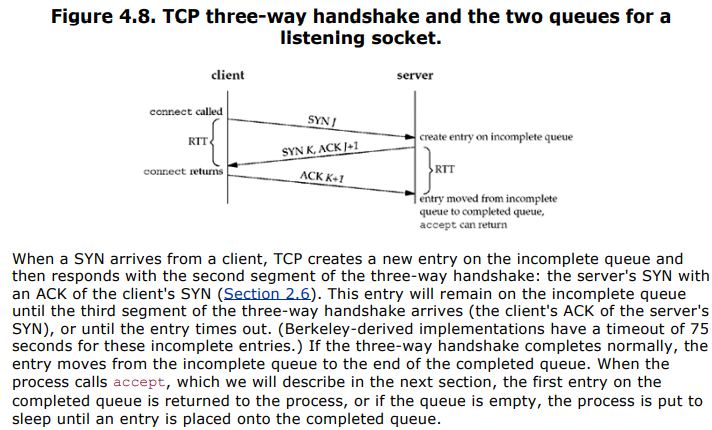 Figure 4.8. TCP three-way handshake and the two queues for a
listening socket.
client
server
connect called
SYN J
create entry on incomplete queue
RTT
SYN K, ACK J+1
RTT
connect returns
ACK K+1
entry moved from incomplete
queue to completed queue,
accept can return
When a SYN arrives from a client, TCP creates a new entry on the incomplete queue and
then responds with the second segment of the three-way handshake: the server's SYN with
an ACK of the client's SYN (Section 2.6). This entry will remain on the incomplete queue
until the third segment of the three-way handshake arrives (the client's ACK of the server's
SYN), or until the entry times out. (Berkeley-derived implementations have a timeout of 75
seconds for these incomplete entries.) If the three-way handshake completes normally, the
entry moves from the incomplete queue to the end of the completed queue. When the
process calls accept, which we will describe in the next section, the first entry on the
completed queue is returned to the process, or if the queue is empty, the process is put to
sleep until an entry is placed onto the completed queue.